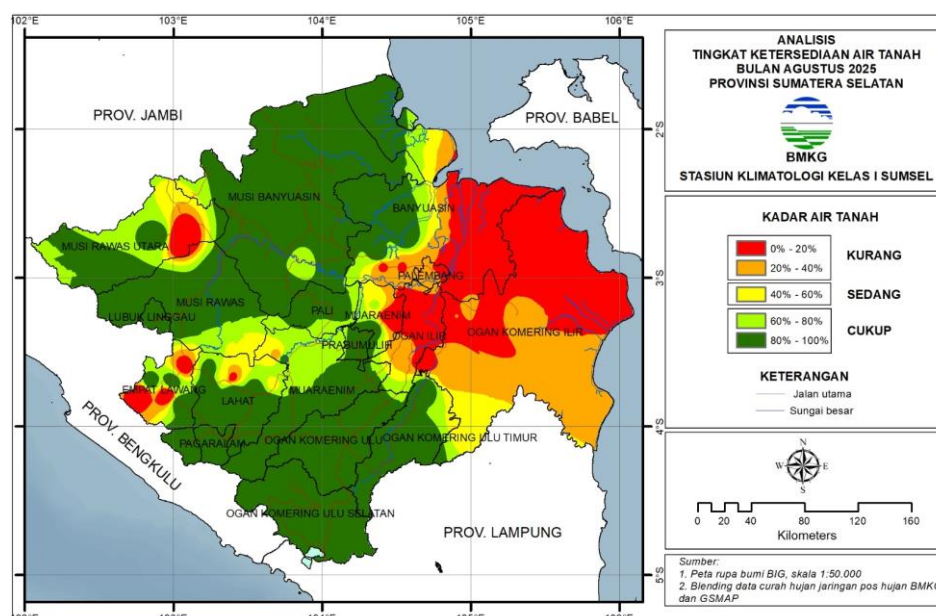 102°E 103°E 104°E 105°E 106°E
PROV. JAMBI
PROV. BABEL
2°S
MUSI BANYUASIN
BANYUASIN
MUSI RAWAS UTARA
PALEMBANG
3°S
MUSI RAWAS
PALI
MUARAENIM
LUBUK LINGGAU
OGAN ILIR
OGAN KOMERING ILIR
PRABUMULIH
EMPAT LAWANG
LAHAT
MUARAENIM
PAGARALAM
OGAN KOMERING ULU
OGAN KOMERING ULU TIMUR
4°S
PROV. BENGKULU
OGAN KOMERING ULU SELATAN
PROV. LAMPUNG
5°S
102°E 103°E 104°E 105°E 106°E
ANALISIS
TINGKAT KETERSEDIAAN AIR TANAH
BULAN AGUSTUS 2025
PROVINSI SUMATERA SELATAN
BMKG
STASIUN KLIMATOLOGI KELAS I SUMSEL
KADAR AIR TANAH
0% - 20%
KURANG
20% - 40%
40% - 60%
SEDANG
60% - 80%
CUKUP
80% - 100%
KETERANGAN
Jalan utama
Sungai besar
N
W E
S
0 10 20 40 80 120 160
Kilometers
Sumber:
1. Peta rupa bumi BIG, skala 1:50.000
2. Blending data curah hujan jaringan pos hujan BMKG
dan GSMAP